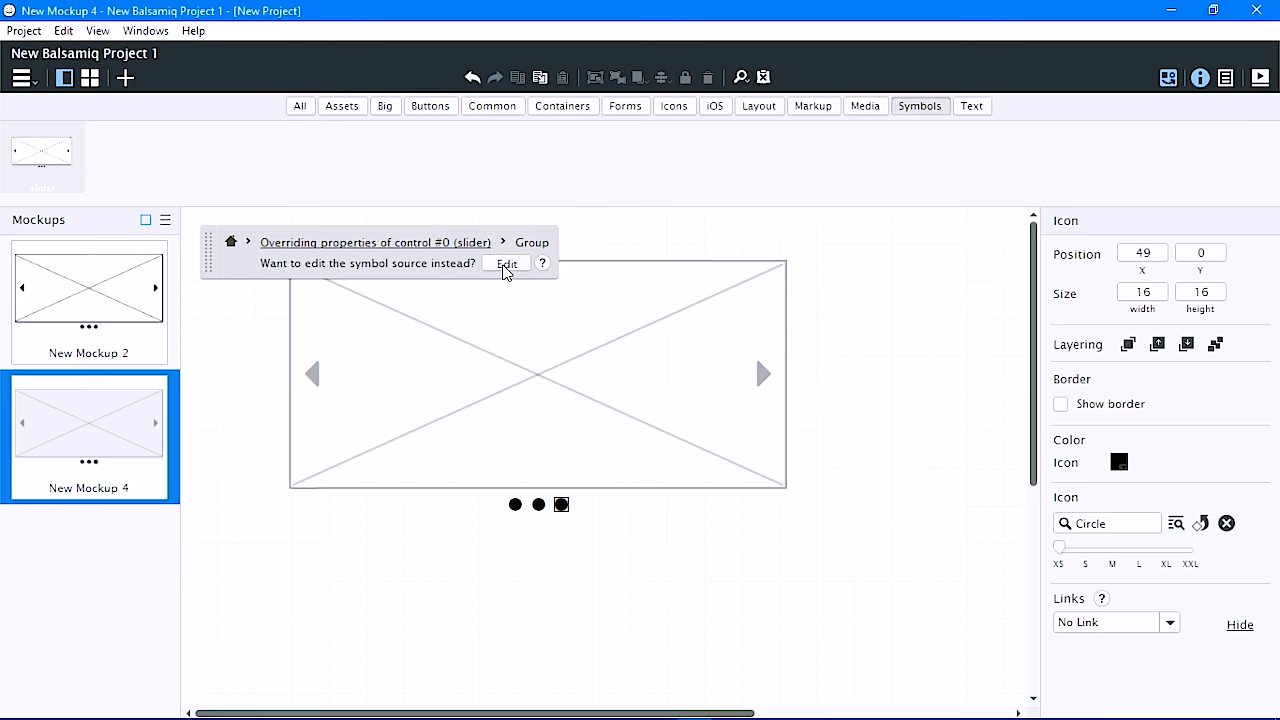 New Mockup 4 - New Balsamiq Project 1 - [New Project]
Project Edit View Windows Help
New Balsamiq Project 1
All Assets Big Buttons Common Containers Forms Icons iOS Layout Markup Media Symbols Text
slider
Mockups
New Mockup 2
New Mockup 4
Overriding properties of control #0 (slider) > Group
Want to edit the symbol source instead? Edit ?
Icon
Position 49 0
X Y
Size 16 16
width height
Layering
Border
Show border
Color
Icon
Icon
Circle
XS S M L XL XXL
Links ?
No Link Hide